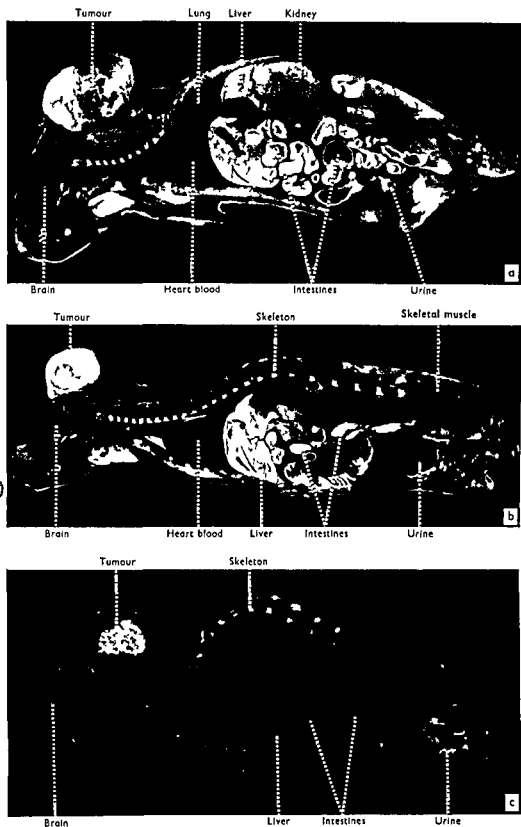 Tumour Lung Liver Kidney
a
Brain Heart blood Intestines Urine
Tumour Skeleton Skeletal muscle
b
Brain Heart blood Liver Intestines Urine
Tumour Skeleton
c
Brain Liver Intestines Urine